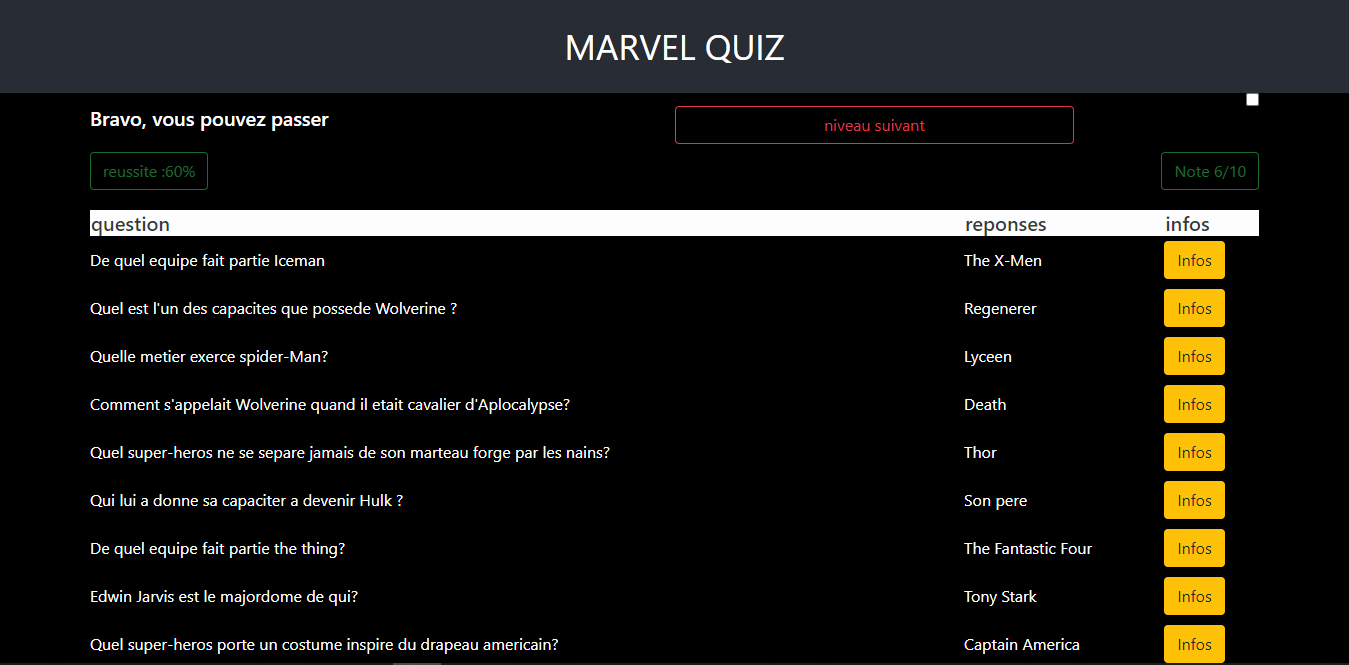 MARVEL QUIZ
Bravo, vous pouvez passer
niveau suivant
reussite :60%
Note 6/10
question reponses infos
De quel equipe fait partie Iceman The X-Men Infos
Quel est l'un des capacites que possede Wolverine ? Regenerer Infos
Quelle metier exerce spider-Man? Lyceen Infos
Comment s'appelait Wolverine quand il etait cavalier d'Aplocalypse? Death Infos
Quel super-heros ne se separe jamais de son marteau forge par les nains? Thor Infos
Qui lui a donne sa capaciter a devenir Hulk ? Son pere Infos
De quel equipe fait partie the thing? The Fantastic Four Infos
Edwin Jarvis est le majordome de qui? Tony Stark Infos
Quel super-heros porte un costume inspire du drapeau americain? Captain America Infos